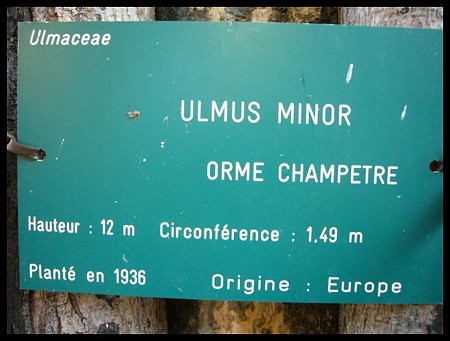 Ulmaceae
ULMUS MINOR
ORME CHAMPETRE
Hauteur : 12 m Circonférence : 1.49 m
Planté en 1936 Origine : Europe